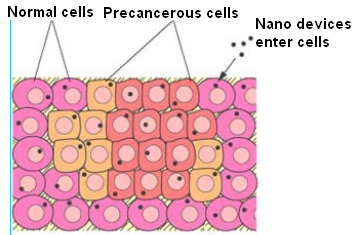 Normal cells
Precancerous cells
Nano devices
enter cells